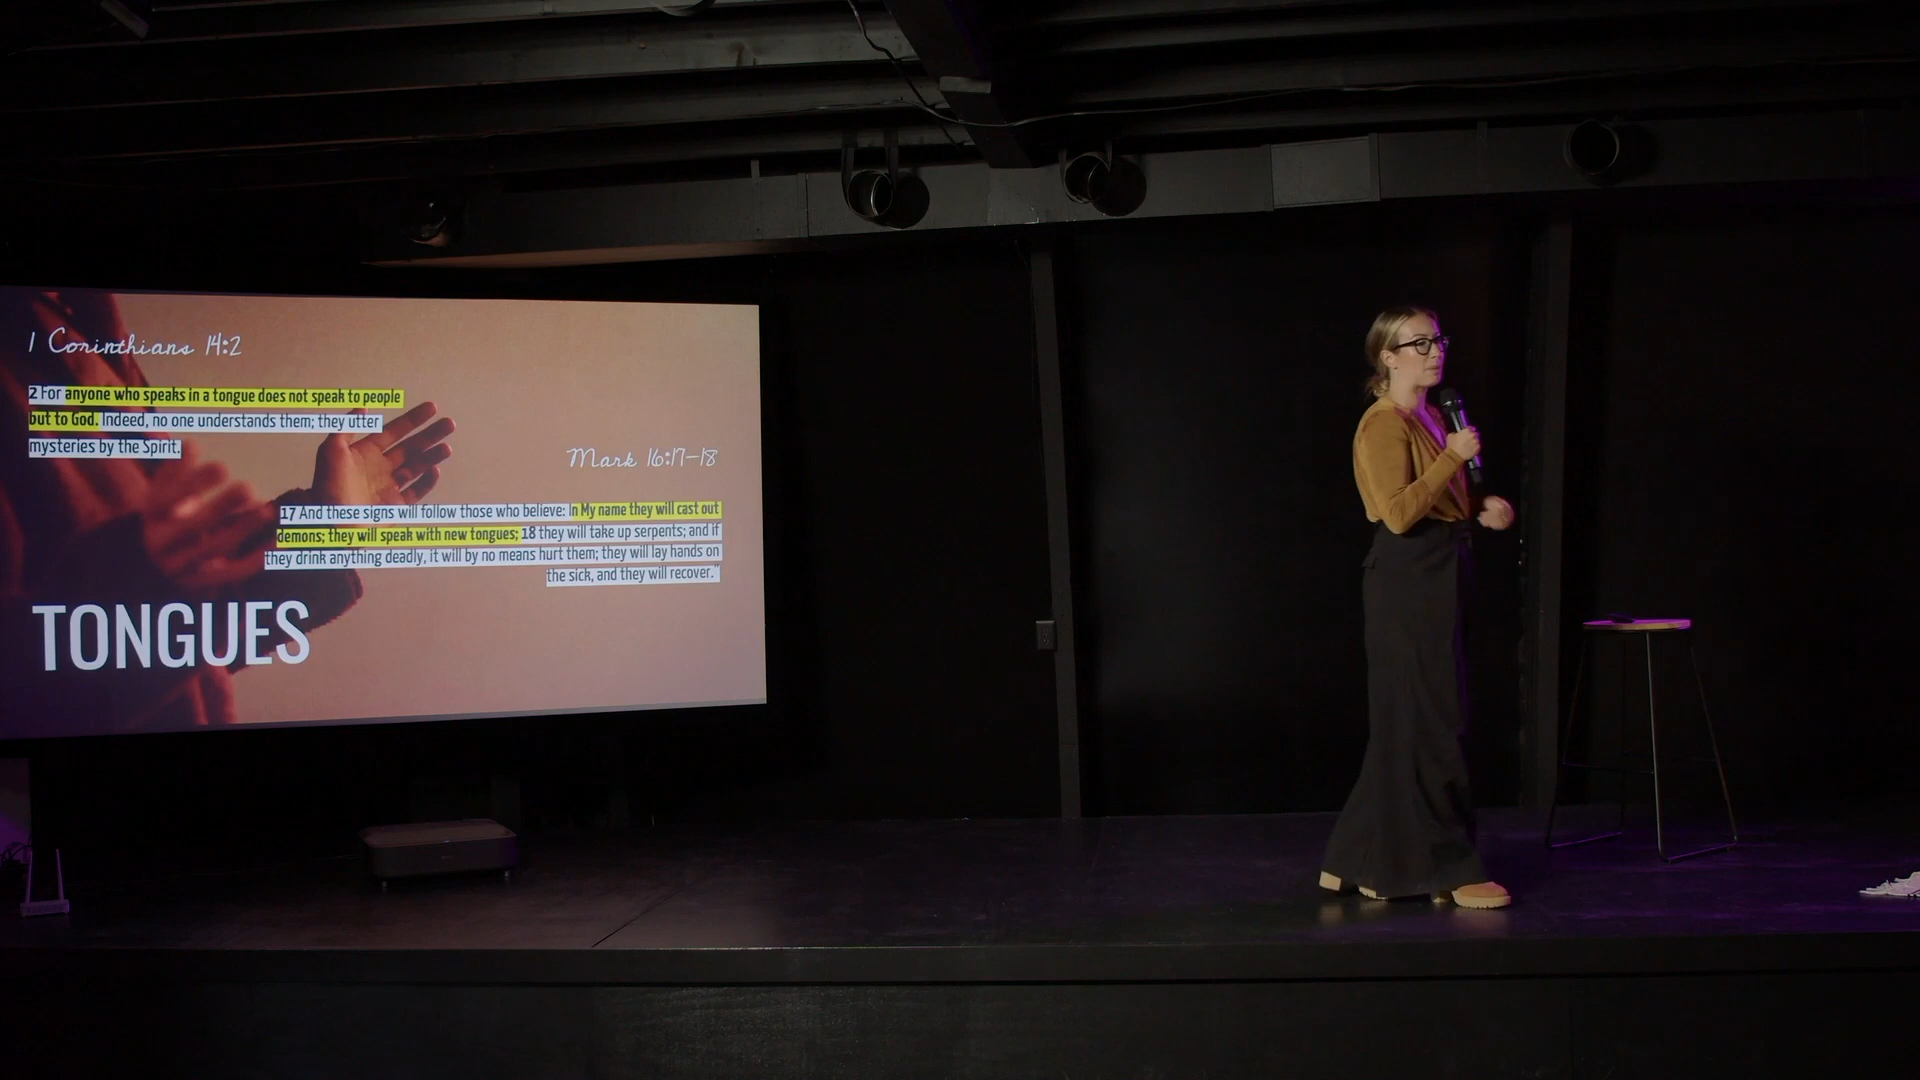 1 Corinthians 14:2
2 For anyone who speaks in a tongue does not speak to people
but to God. Indeed, no one understands them; they utter
mysteries by the Spirit.
Mark 16:17-18
17 And these signs will follow those who believe: In My name they will cast out
demons; they will speak with new tongues; 18 they will take up serpents; and if
they drink anything deadly, it will by no means hurt them; they will lay hands on
the sick, and they will recover."
TONGUES